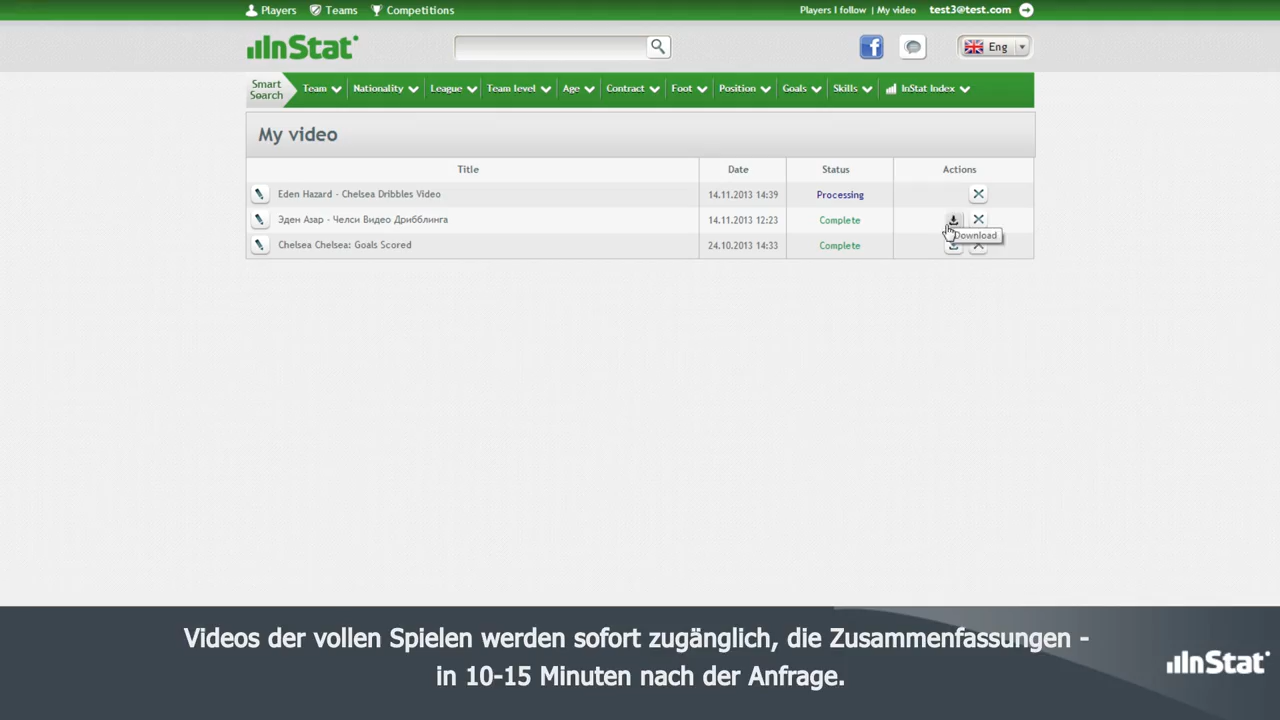 Players Teams Competitions Players I follow | My video test3@test.com
InStat Eng
Smart Search Team Nationality League Team level Age Contract Foot Position Goals Skills InStat Index
My video
Title Date Status Actions
Eden Hazard - Chelsea Dribbles Video 14.11.2013 14:39 Processing
Эден Азар - Челси Видео Дрибблинга 14.11.2013 12:23 Complete
Download
Chelsea Chelsea: Goals Scored 24.10.2013 14:33 Complete
Videos der vollen Spielen werden sofort zugänglich, die Zusammenfassungen -
in 10-15 Minuten nach der Anfrage.
InStat